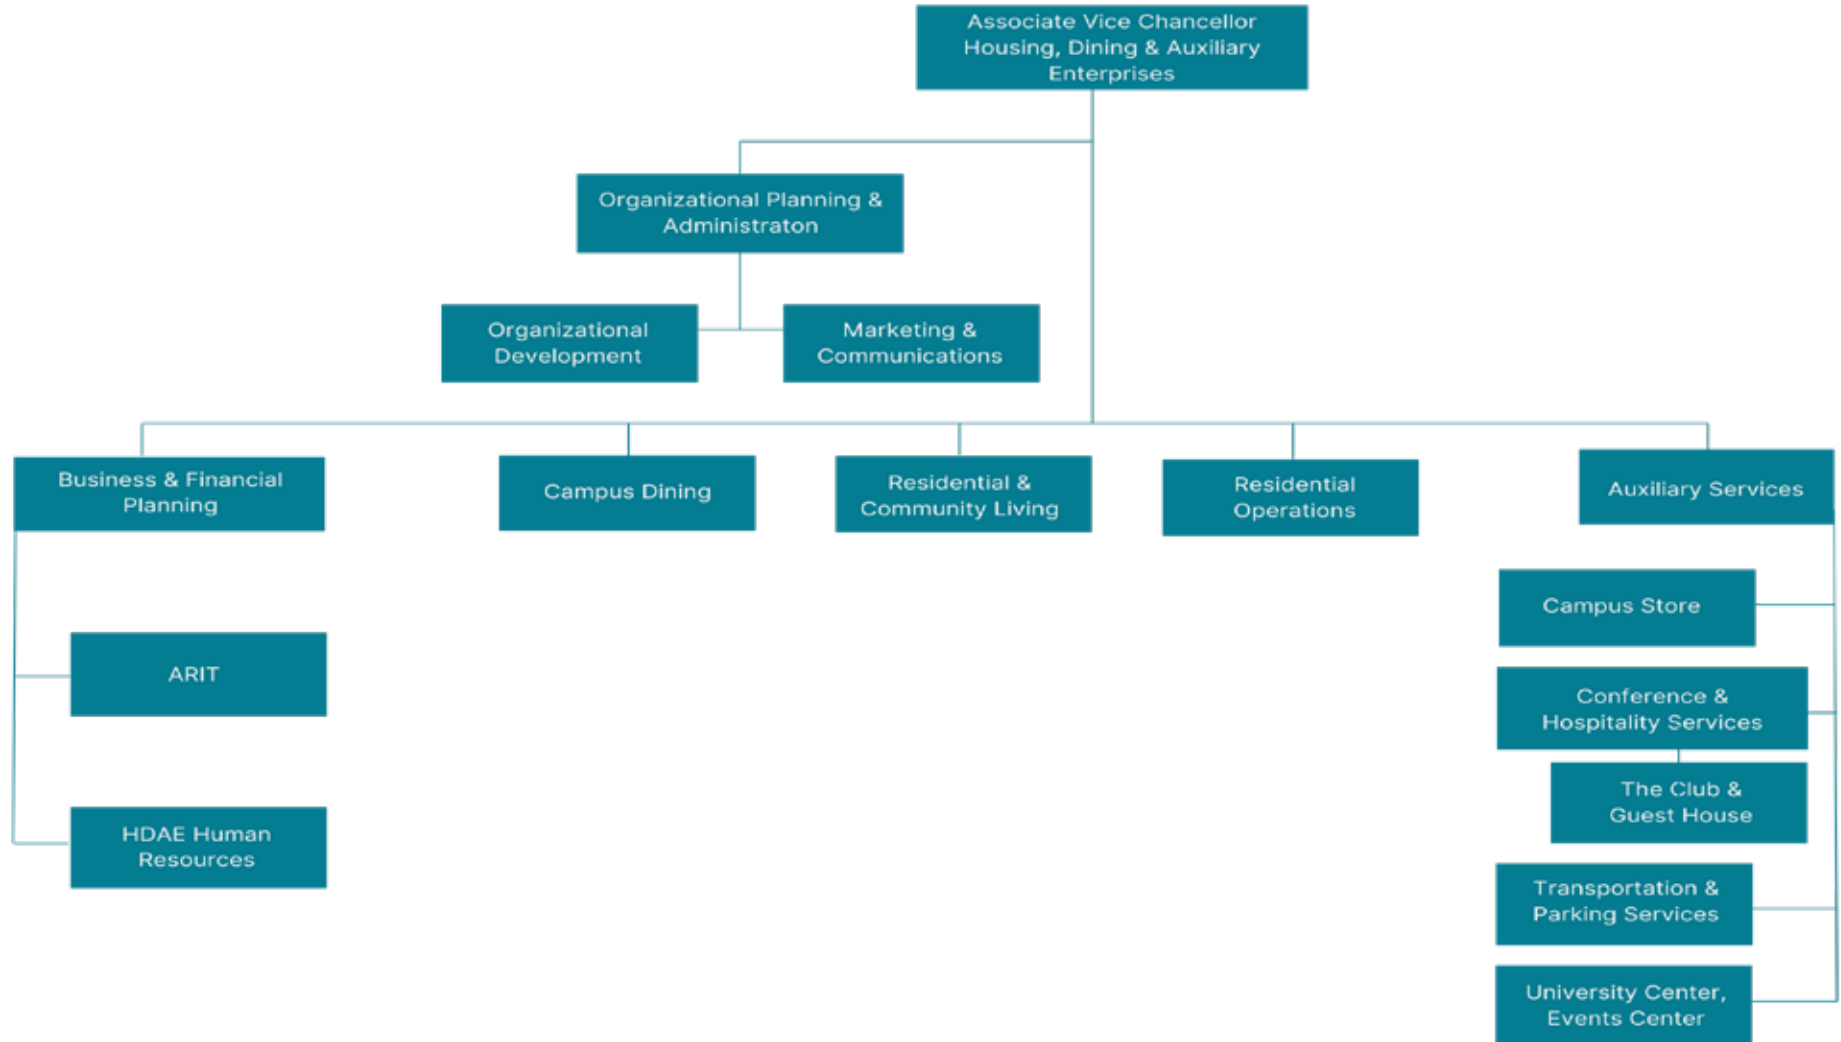 Associate Vice Chancellor
Housing, Dining & Auxiliary
Enterprises
Organizational Planning &
Administraton
Organizational
Development
Marketing &
Communications
Business & Financial
Planning
Campus Dining
Residential &
Community Living
Residential
Operations
Auxiliary Services
ARIT
HDAE Human
Resources
Campus Store
Conference &
Hospitality Services
The Club &
Guest House
Transportation &
Parking Services
University Center,
Events Center